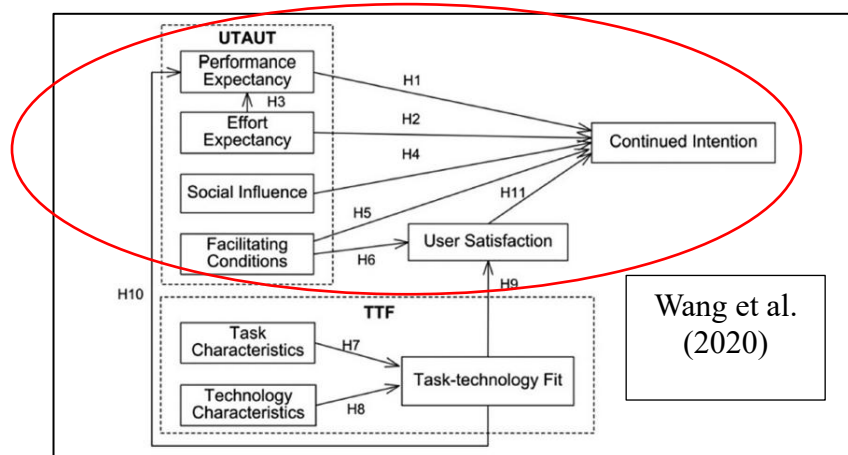 UTAUT
Performance
Expectancy
H1
H3
Effort
Expectancy
H2
H4
Continued Intention
Social Influence
H11
H5
Facilitating
Conditions
User Satisfaction
H6
H10
H9
TTF
Task
Characteristics
H7
Task-technology Fit
Technology
Characteristics
H8
Wang et al.
(2020)